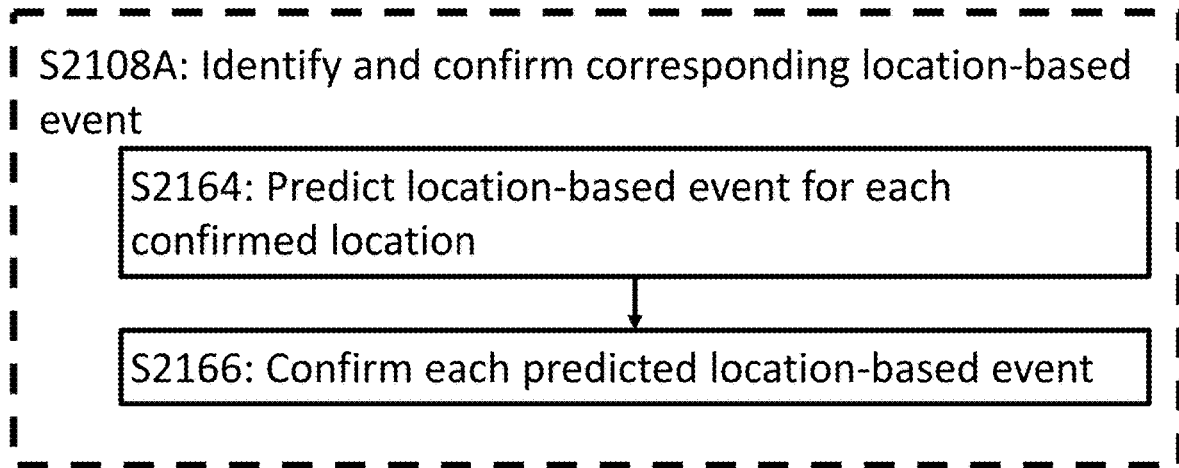 S2108A: Identify and confirm corresponding location-based
event
S2164: Predict location-based event for each
confirmed location
S2166: Confirm each predicted location-based event